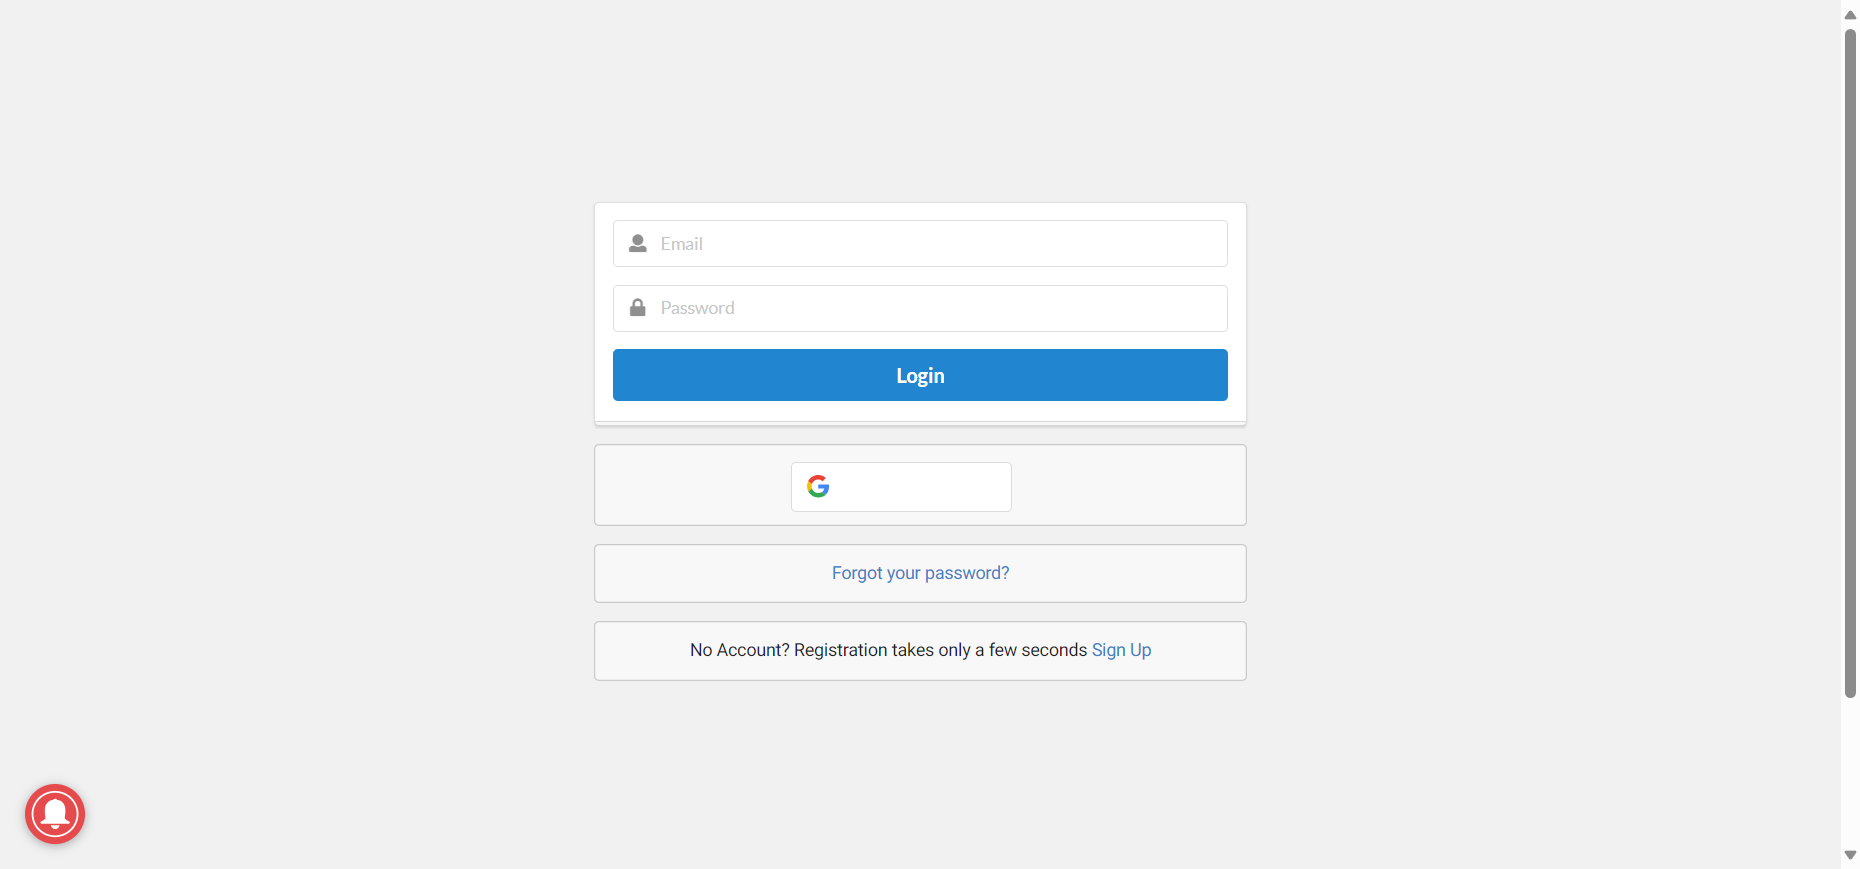 Email
Password
Login
Forgot your password?
No Account? Registration takes only a few seconds Sign Up